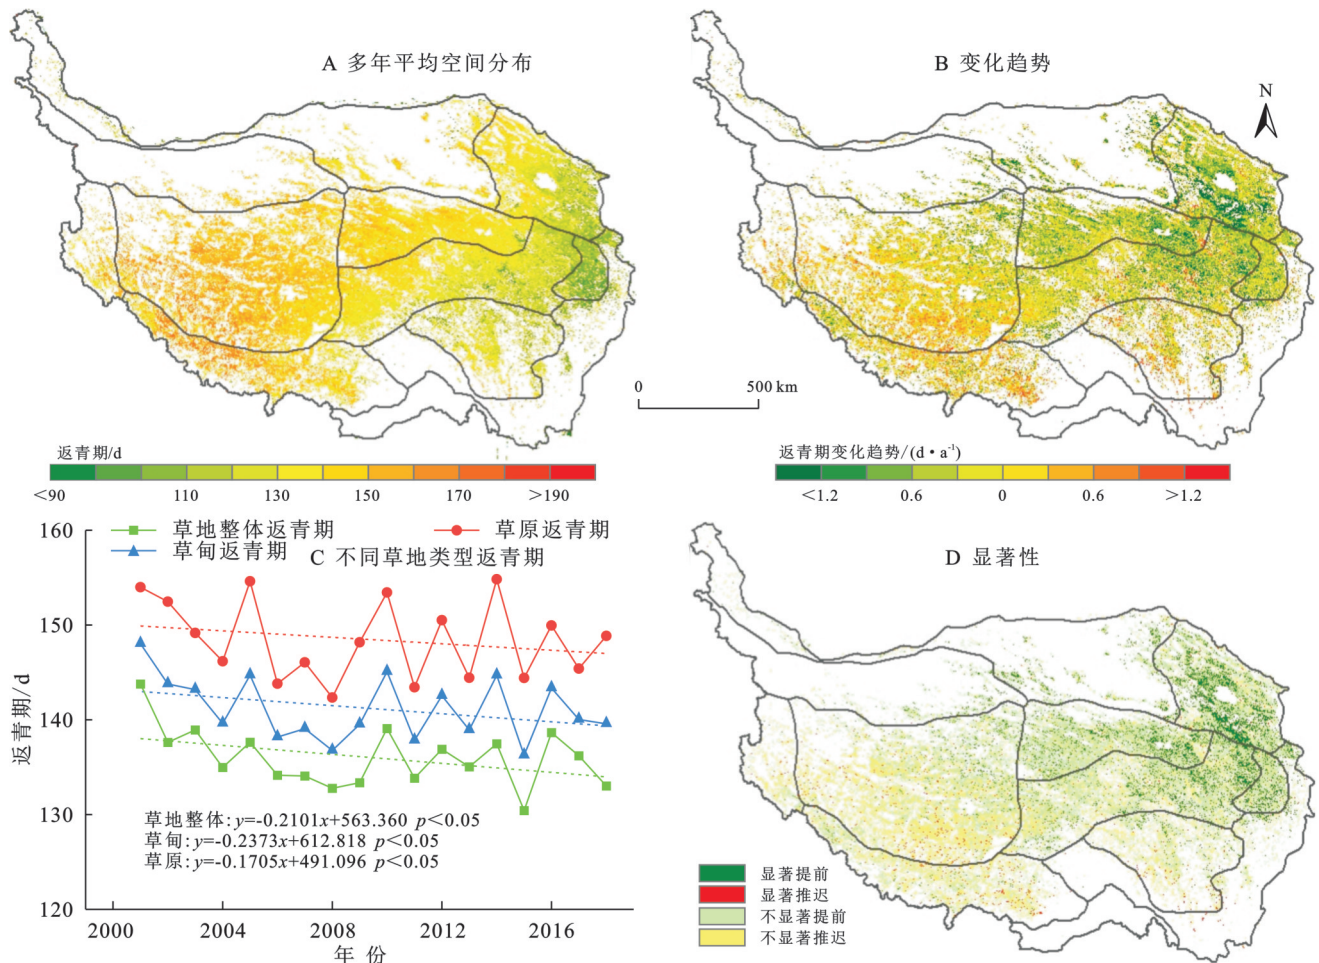 A 多年平均空间分布
B 变化趋势
N
0 500 km
返青期/d
<90 110 130 150 170 >190
返青期变化趋势/(d·a⁻¹)
<1.2 0.6 0 0.6 >1.2
160
150
140
130
120
返青期/d
草地整体返青期
草原返青期
草甸返青期
C 不同草地类型返青期
草地整体:y=-0.2101x+563.360 p<0.05
草甸:y=-0.2373x+612.818 p<0.05
草原:y=-0.1705x+491.096 p<0.05
2000 2004 2008 2012 2016
年 份
D 显著性
显著提前
显著推迟
不显著提前
不显著推迟